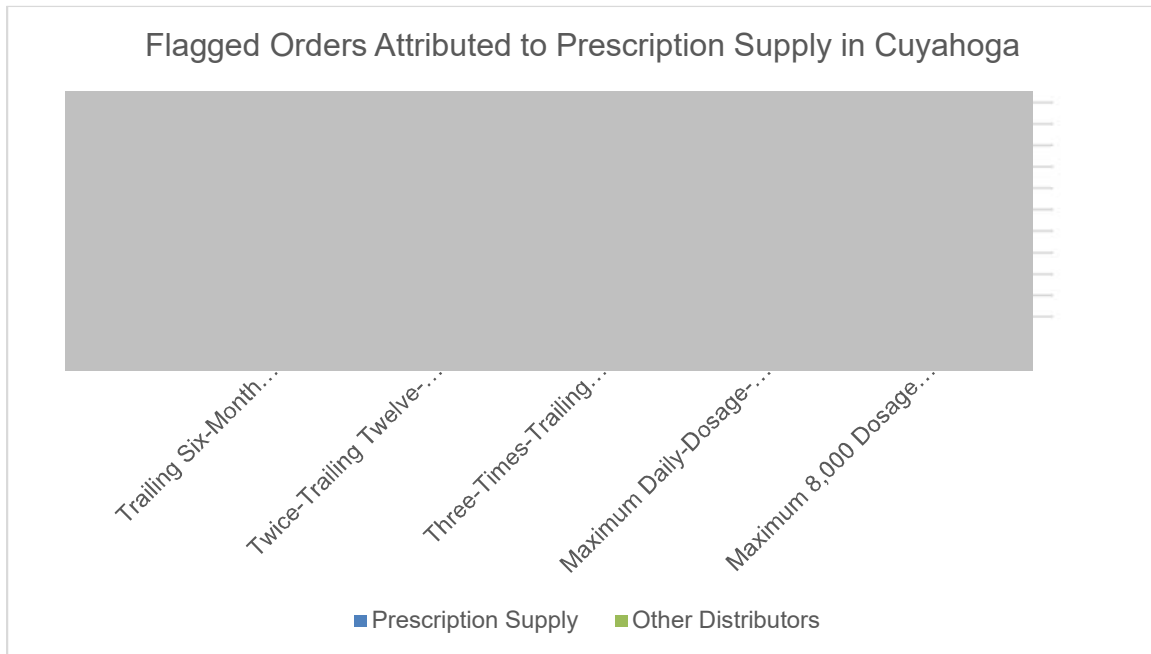 Flagged Orders Attributed to Prescription Supply in Cuyahoga
Trailing Six-Month…
Twice-Trailing Twelve-…
Three-Times-Trailing…
Maximum Daily-Dosage-…
Maximum 8,000 Dosage…
Prescription Supply
Other Distributors